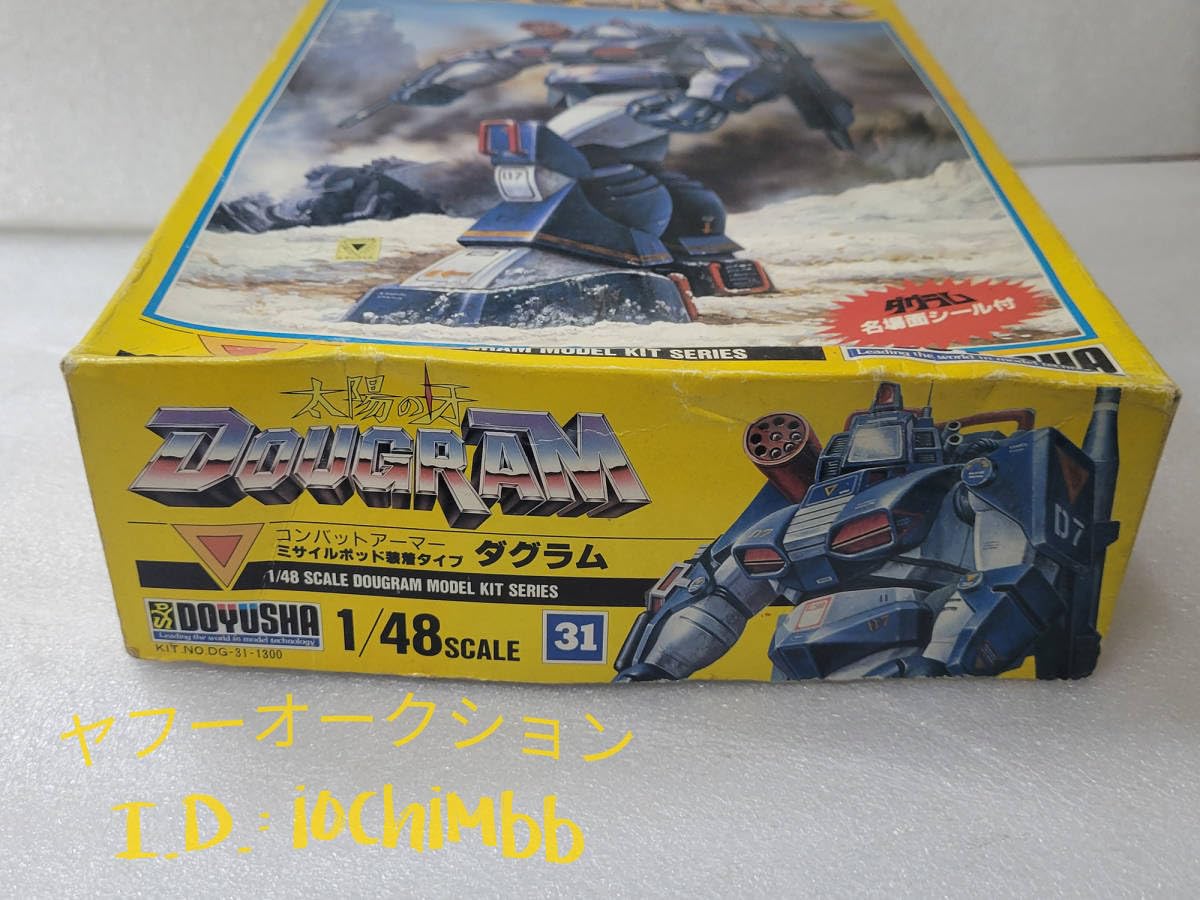 D7
ダグラム
名場面シール付
DOUGRAM MODEL KIT SERIES
Leading the world in model
太陽の牙
DOUGRAM
コンバットアーマー
ミサイルポッド装着タイプ ダグラム
1/48 SCALE DOUGRAM MODEL KIT SERIES
DOYUSHA
Leading the world in model technology
1/48 SCALE
31
KIT.NO.DG-31-1300
D7
D7
ヤフーオークション
I.D.: iochimbb